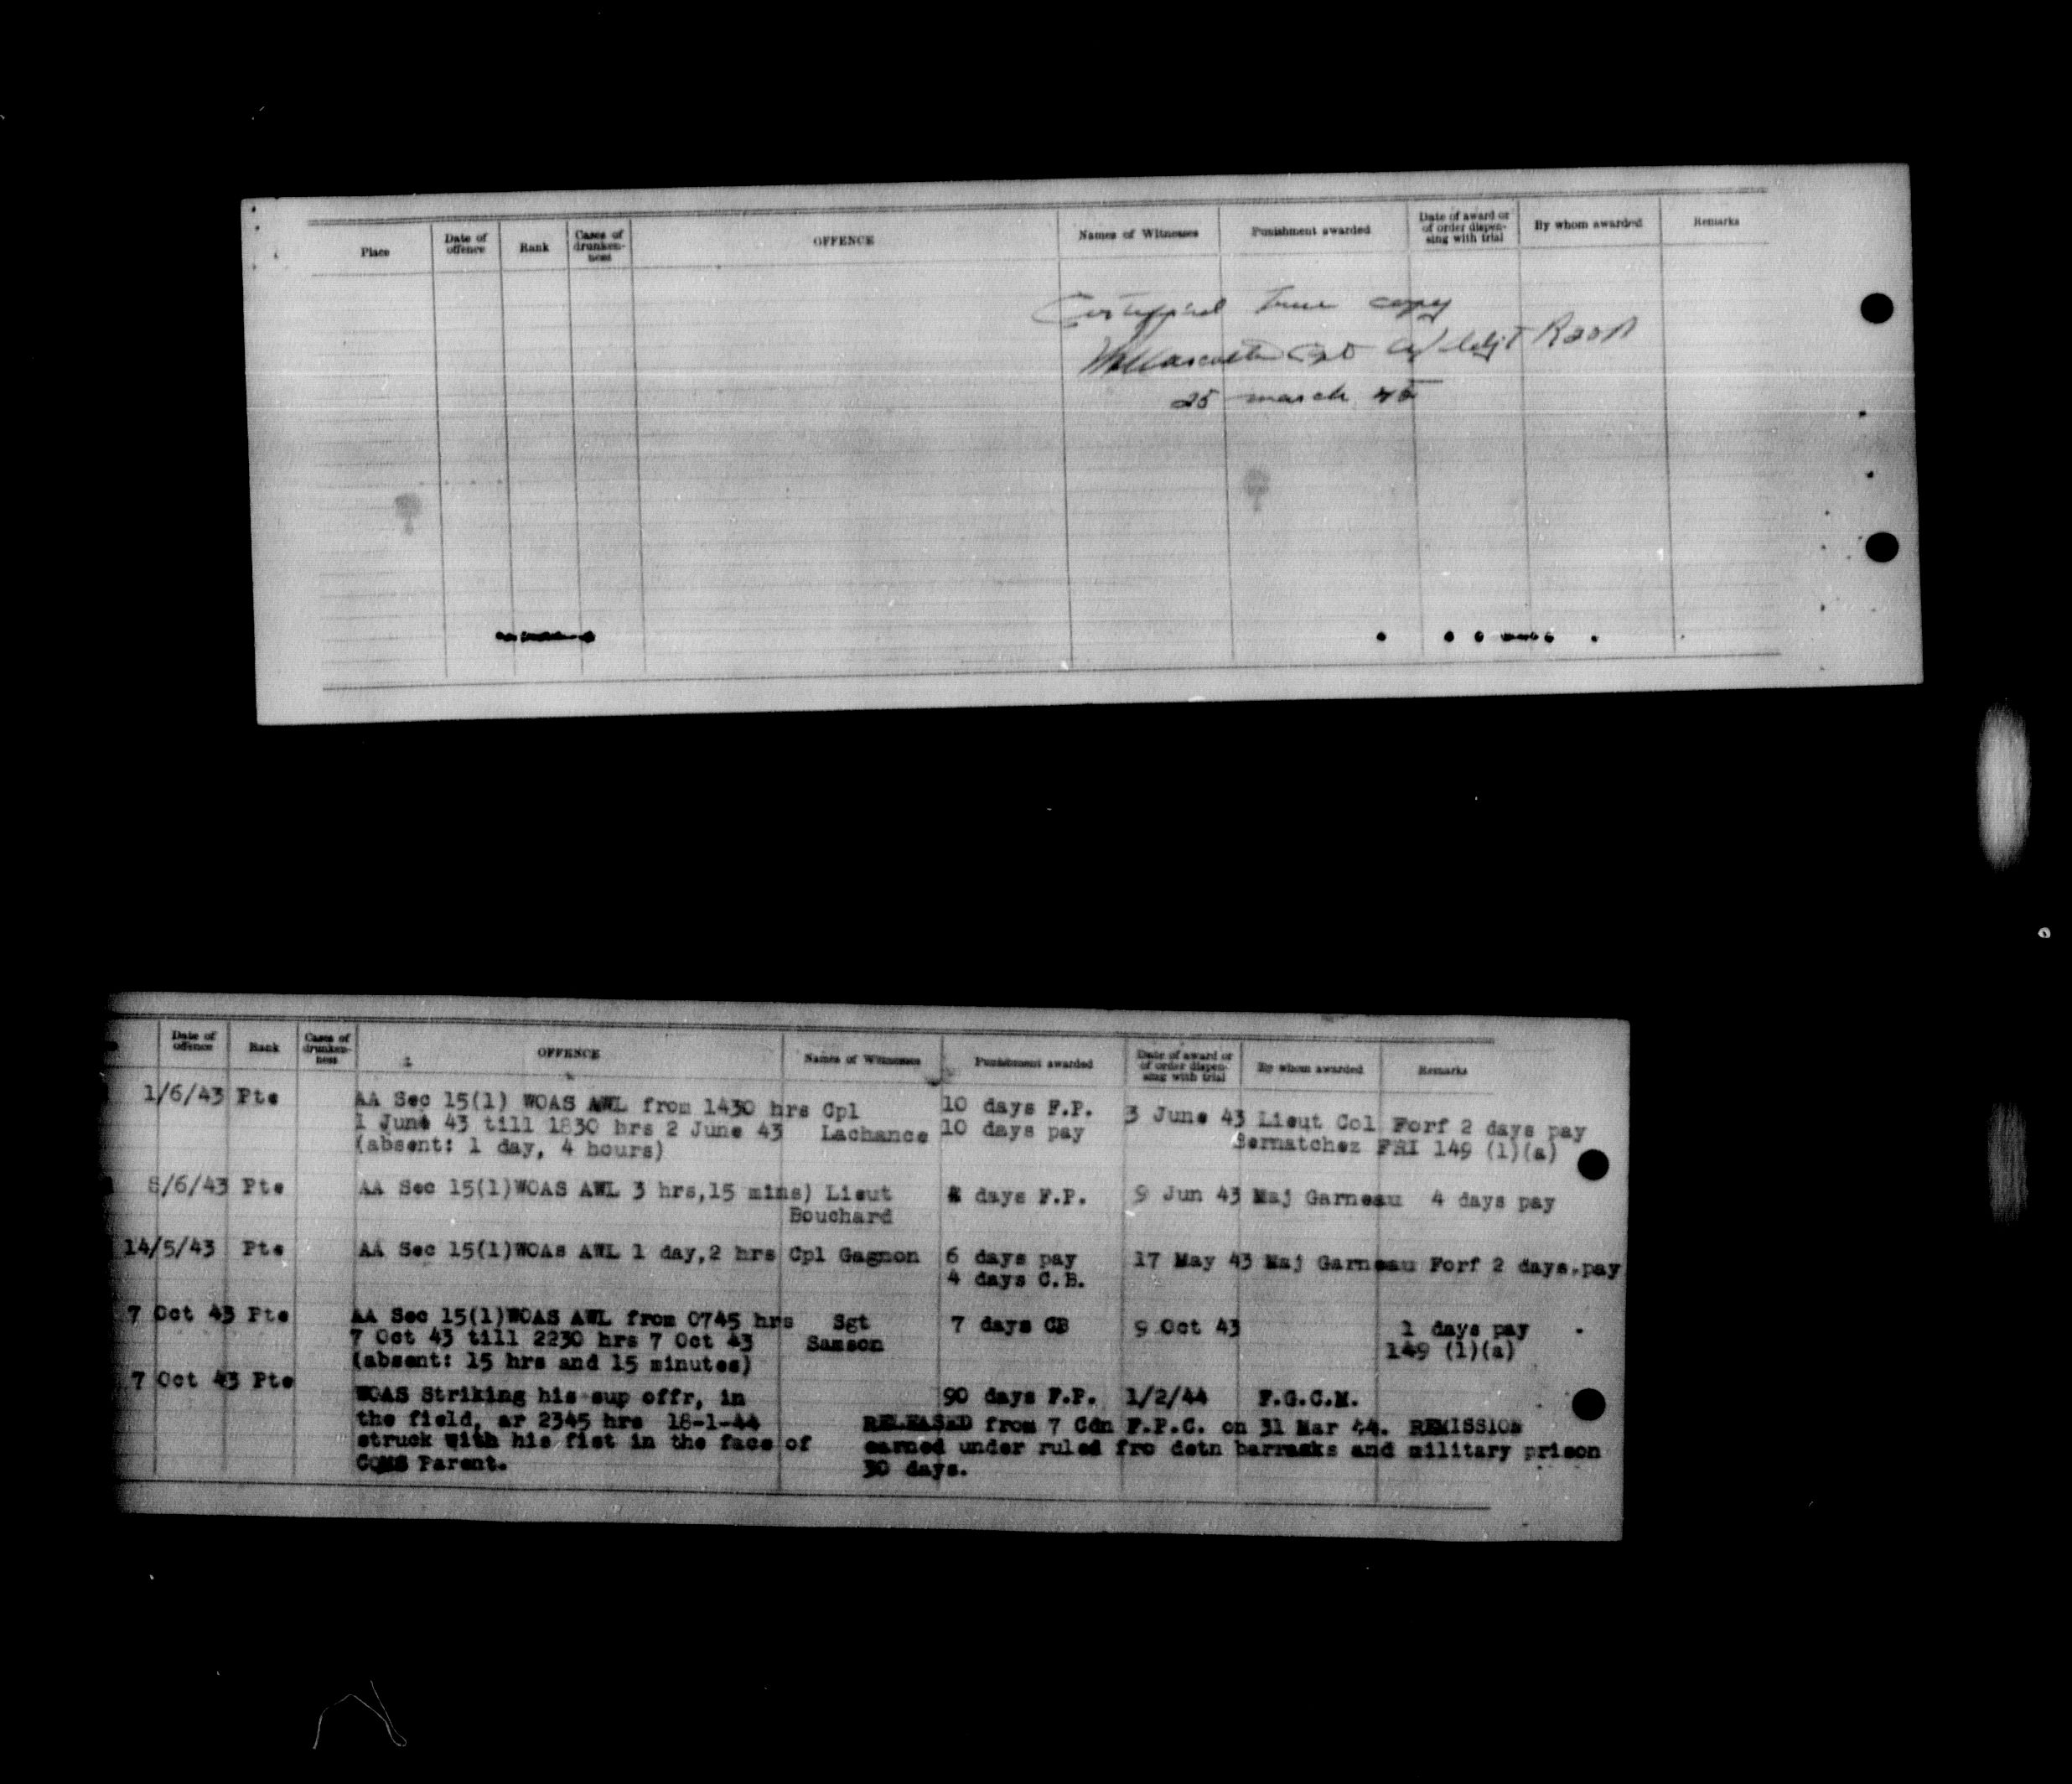 Place Date of offence Rank Cases of drunken-ness OFFENCE Names of Witnesses Punishment awarded Date of award or of order dispen-sing with trial By whom awarded Remarks
Certified True copy
Capt Adjt
25 march 45
Date of offence Rank Cases of drunken-ness OFFENCE Names of Witnesses Punishment awarded Date of award or of order dispen-sing with trial By whom awarded Remarks
1/6/43 Pte AA Sec 15(1) WOAS AWL from 1430 hrs Cpl 10 days F.P. 3 June 43 Lieut Col Forf 2 days pay
1 June 43 till 1830 hrs 2 June 43 Lachance 10 days pay Bernatchez FRI 149 (1)(a)
(absent: 1 day, 4 hours)
8/6/43 Pte AA Sec 15(1)WOAS AWL 3 hrs,15 mins) Lieut days F.P. 9 Jun 43 Maj Garneau 4 days pay
Bouchard
14/5/43 Pte AA Sec 15(1)WOAs AWL 1 day,2 hrs Cpl Gagnon 6 days pay 17 May 43 Maj Garneau Forf 2 days.pay
4 days C.B.
7 Oct 43 Pte AA Sec 15(1)WOAS AWL from 0745 hrs Sgt 7 days CB 9 Oct 43 1 days pay
7 Oct 43 till 2230 hrs 7 Oct 43 Samson 149 (1)(a)
(absent: 15 hrs and 15 minutes)
7 Oct 43 Pte
WOAS Striking his sup offr, in 90 days F.P. 1/2/44 F.G.C.M.
the field, ar 2345 hrs 18-1-44 RELEASED from 7 Cdn F.P.C. on 31 Mar 44. REMISSION
struck with his fist in the face of earned under ruled fro detn barracks and military prison
CQMS Parent. 30 days.